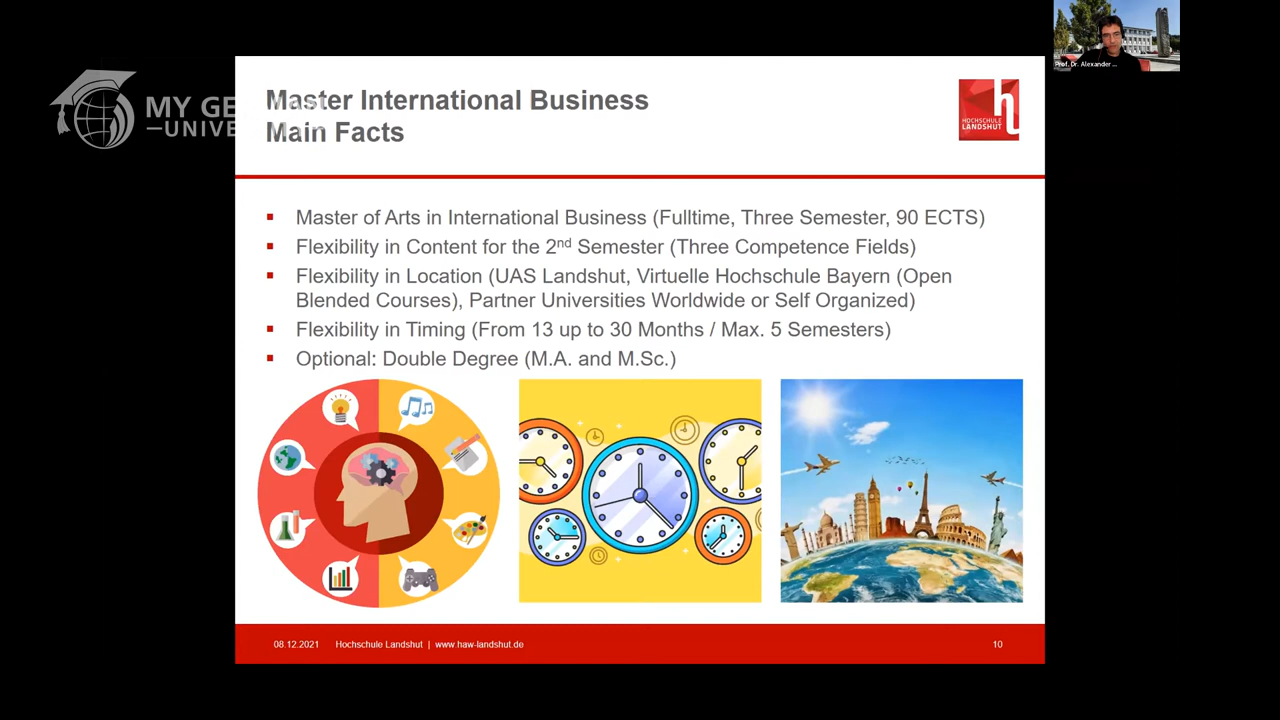 Prof. Dr. Alexander ...
MY GE
UNIVE
Master International Business
Main Facts
HOCHSCHULE
LANDSHUT
Master of Arts in International Business (Fulltime, Three Semester, 90 ECTS)
Flexibility in Content for the 2nd Semester (Three Competence Fields)
Flexibility in Location (UAS Landshut, Virtuelle Hochschule Bayern (Open
Blended Courses), Partner Universities Worldwide or Self Organized)
Flexibility in Timing (From 13 up to 30 Months / Max. 5 Semesters)
Optional: Double Degree (M.A. and M.Sc.)
08.12.2021 Hochschule Landshut | www.haw-landshut.de 10